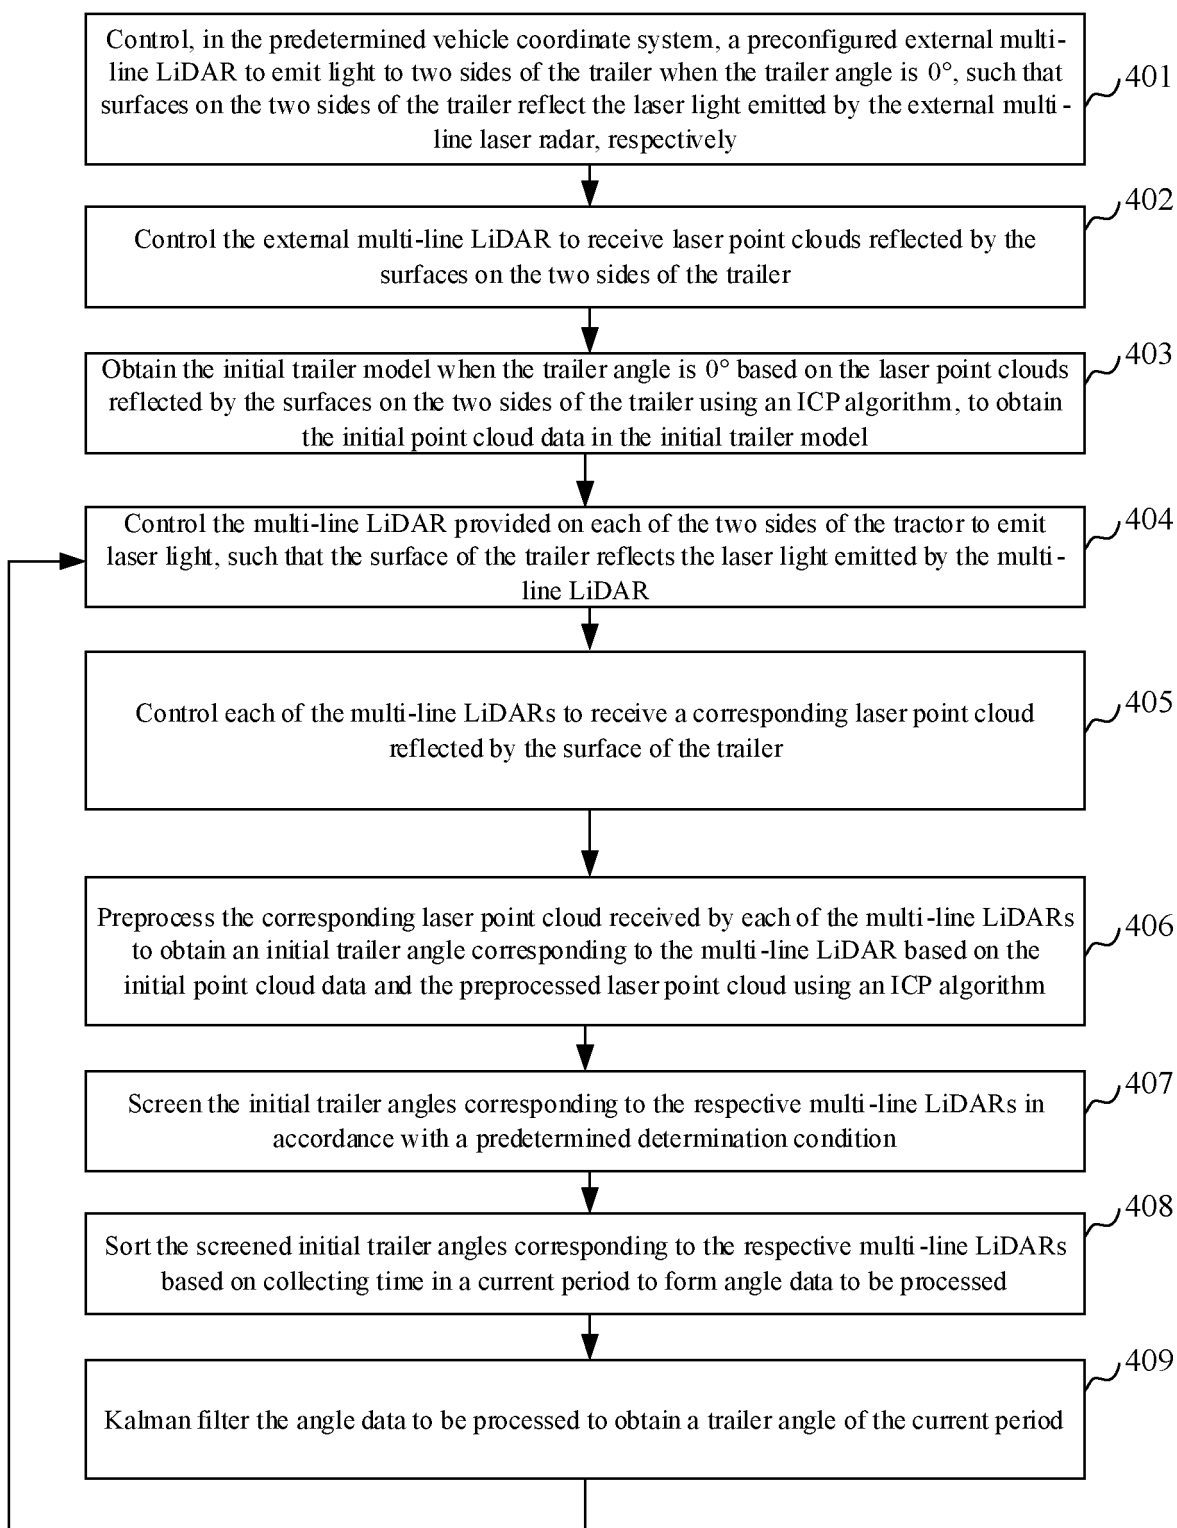 Control, in the predetermined vehicle coordinate system, a preconfigured external multi-
line LiDAR to emit light to two sides of the trailer when the trailer angle is 0°, such that
surfaces on the two sides of the trailer reflect the laser light emitted by the external multi-
line laser radar, respectively
401
Control the external multi-line LiDAR to receive laser point clouds reflected by the
surfaces on the two sides of the trailer
402
Obtain the initial trailer model when the trailer angle is 0° based on the laser point clouds
reflected by the surfaces on the two sides of the trailer using an ICP algorithm, to obtain
the initial point cloud data in the initial trailer model
403
Control the multi-line LiDAR provided on each of the two sides of the tractor to emit
laser light, such that the surface of the trailer reflects the laser light emitted by the multi-
line LiDAR
404
Control each of the multi-line LiDARs to receive a corresponding laser point cloud
reflected by the surface of the trailer
405
Preprocess the corresponding laser point cloud received by each of the multi-line LiDARs
to obtain an initial trailer angle corresponding to the multi-line LiDAR based on the
initial point cloud data and the preprocessed laser point cloud using an ICP algorithm
406
Screen the initial trailer angles corresponding to the respective multi-line LiDARs in
accordance with a predetermined determination condition
407
Sort the screened initial trailer angles corresponding to the respective multi-line LiDARs
based on collecting time in a current period to form angle data to be processed
408
Kalman filter the angle data to be processed to obtain a trailer angle of the current period
409